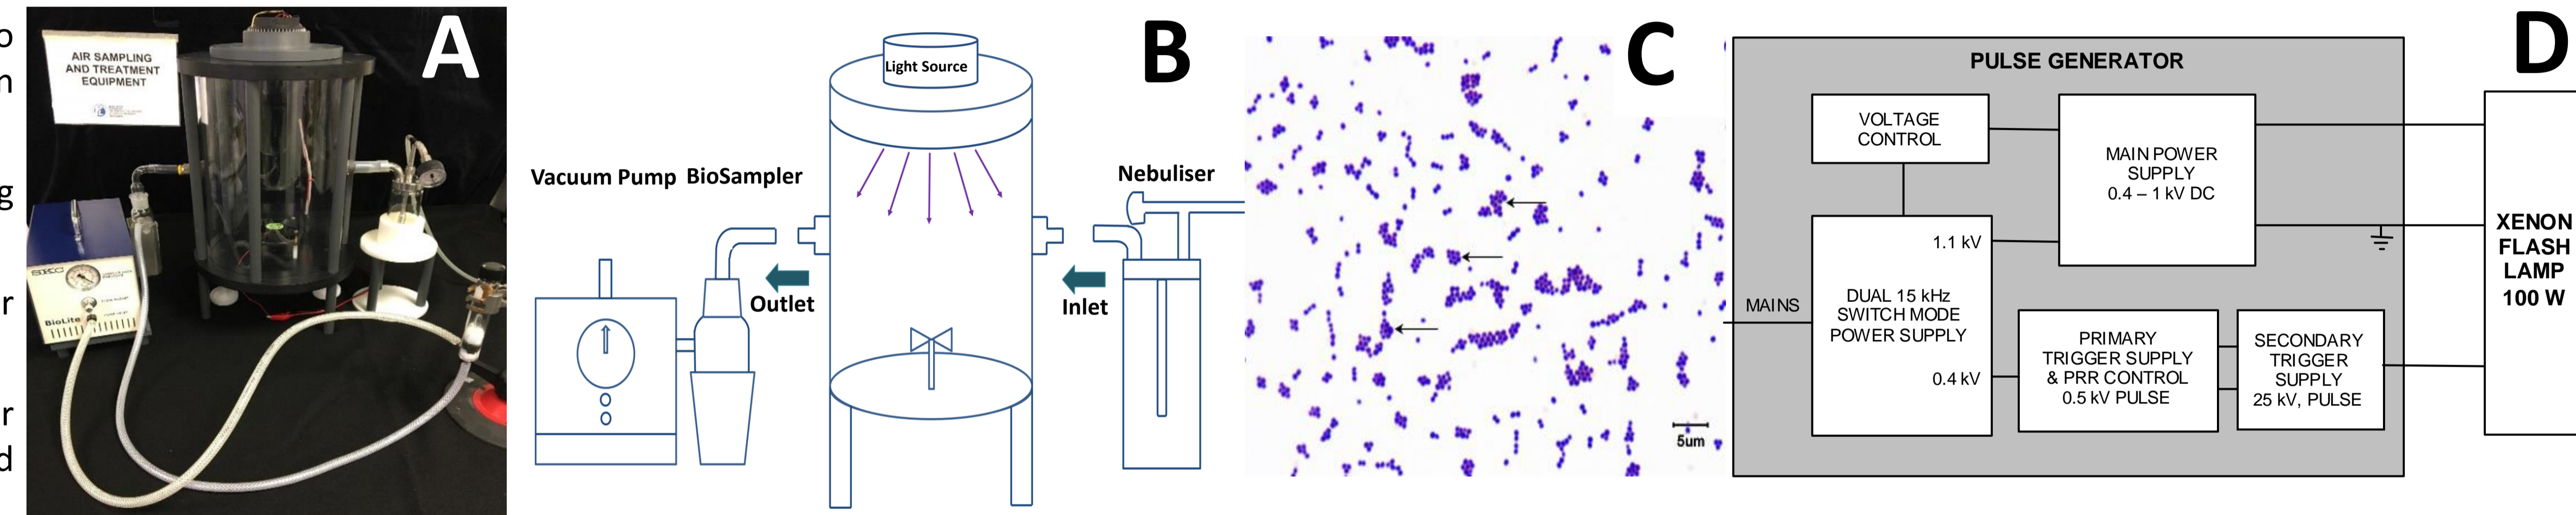 o
n
g
r
r
d
AIR SAMPLING
AND TREATMENT
EQUIPMENT
SKC
BioLite
A
B
Light Source
Vacuum Pump
BioSampler
Nebuliser
Outlet
Inlet
C
5um
D
PULSE GENERATOR
VOLTAGE
CONTROL
MAIN POWER
SUPPLY
0.4 – 1 kV DC
1.1 kV
MAINS
DUAL 15 kHz
SWITCH MODE
POWER SUPPLY
0.4 kV
PRIMARY
TRIGGER SUPPLY
& PRR CONTROL
0.5 kV PULSE
SECONDARY
TRIGGER
SUPPLY
25 kV, PULSE
XENON
FLASH
LAMP
100 W